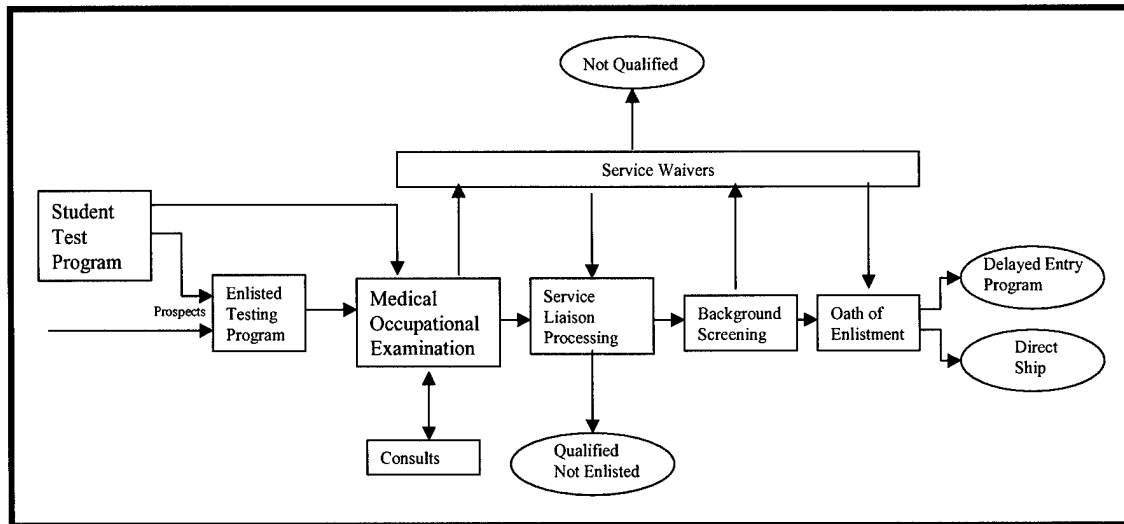 Not Qualified
Service Waivers
Student
Test
Program
Prospects
Enlisted
Testing
Program
Medical
Occupational
Examination
Service
Liaison
Processing
Background
Screening
Oath of
Enlistment
Delayed Entry
Program
Direct
Ship
Consults
Qualified
Not Enlisted